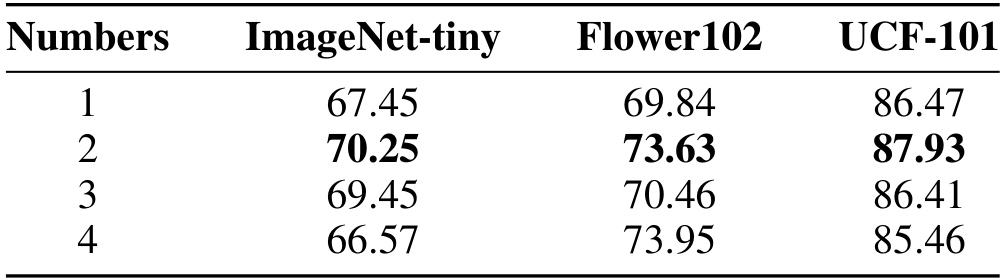 Numbers ImageNet-tiny Flower102 UCF-101
1 67.45 69.84 86.47
2 70.25 73.63 87.93
3 69.45 70.46 86.41
4 66.57 73.95 85.46